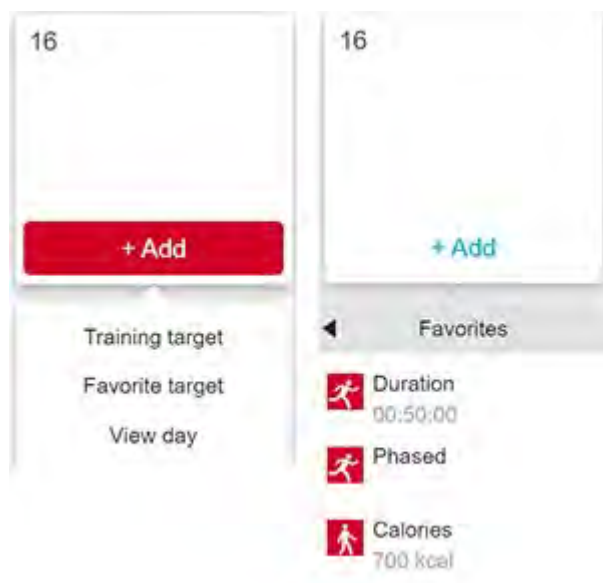 16
+ Add
Training target
Favorite target
View day
16
+ Add
Favorites
Duration
00:50:00
Phased
Calories
700 kcal